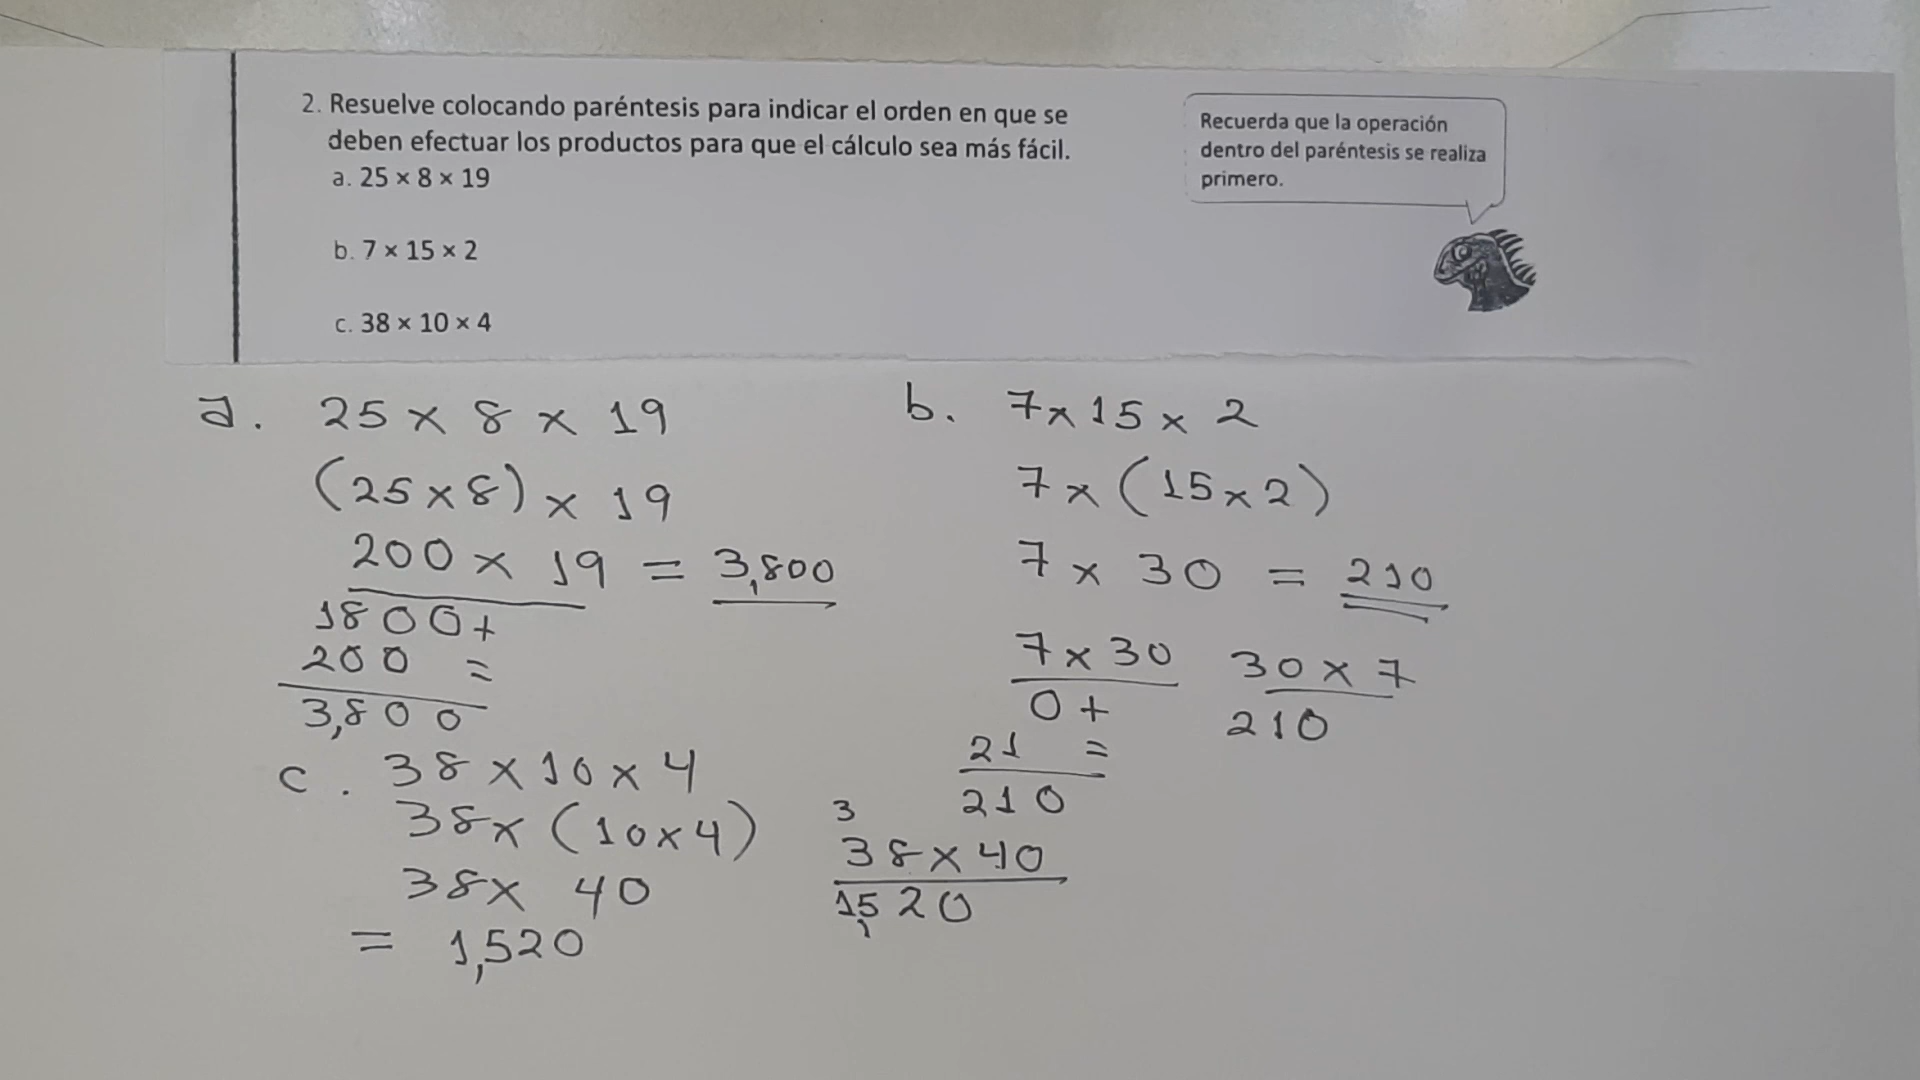 2. Resuelve colocando paréntesis para indicar el orden en que se
deben efectuar los productos para que el cálculo sea más fácil.
a. 25 × 8 × 19
b. 7 × 15 × 2
c. 38 × 10 × 4
Recuerda que la operación
dentro del paréntesis se realiza
primero.
a. 25 × 8 × 19
(25 × 8) × 19
200 × 19 = 3,800
1800+
200 =
3,800
b. 7 × 15 × 2
7 × (15 × 2)
7 × 30 = 210
7 × 30
0 +
21 =
210
30 × 7
210
c. 38 × 10 × 4
38 × (10 × 4)
38 × 40
= 1,520
3
38 × 40
1,520